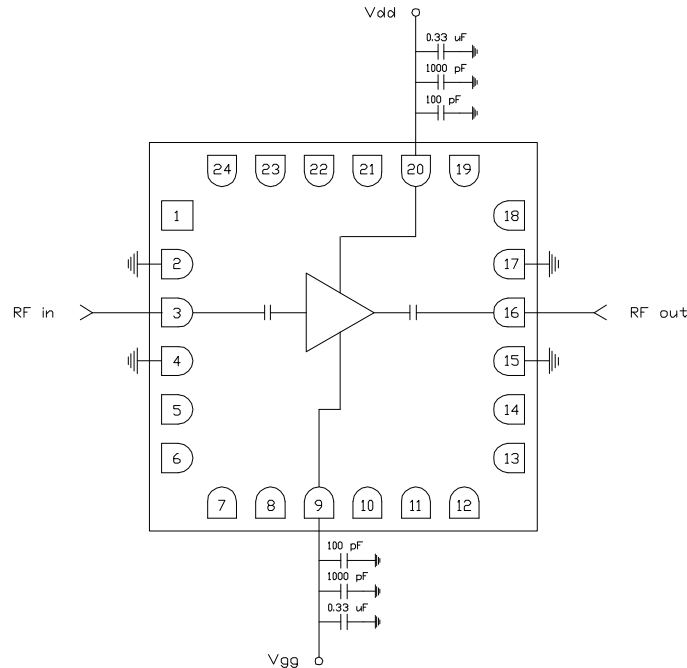 Vdd
0.33 uF
1000 pF
100 pF
24 23 22 21 20 19
1 18
2 17
RF in 3 16 RF out
4 15
5 14
6 13
7 8 9 10 11 12
100 pF
1000 pF
0.33 uF
Vgg